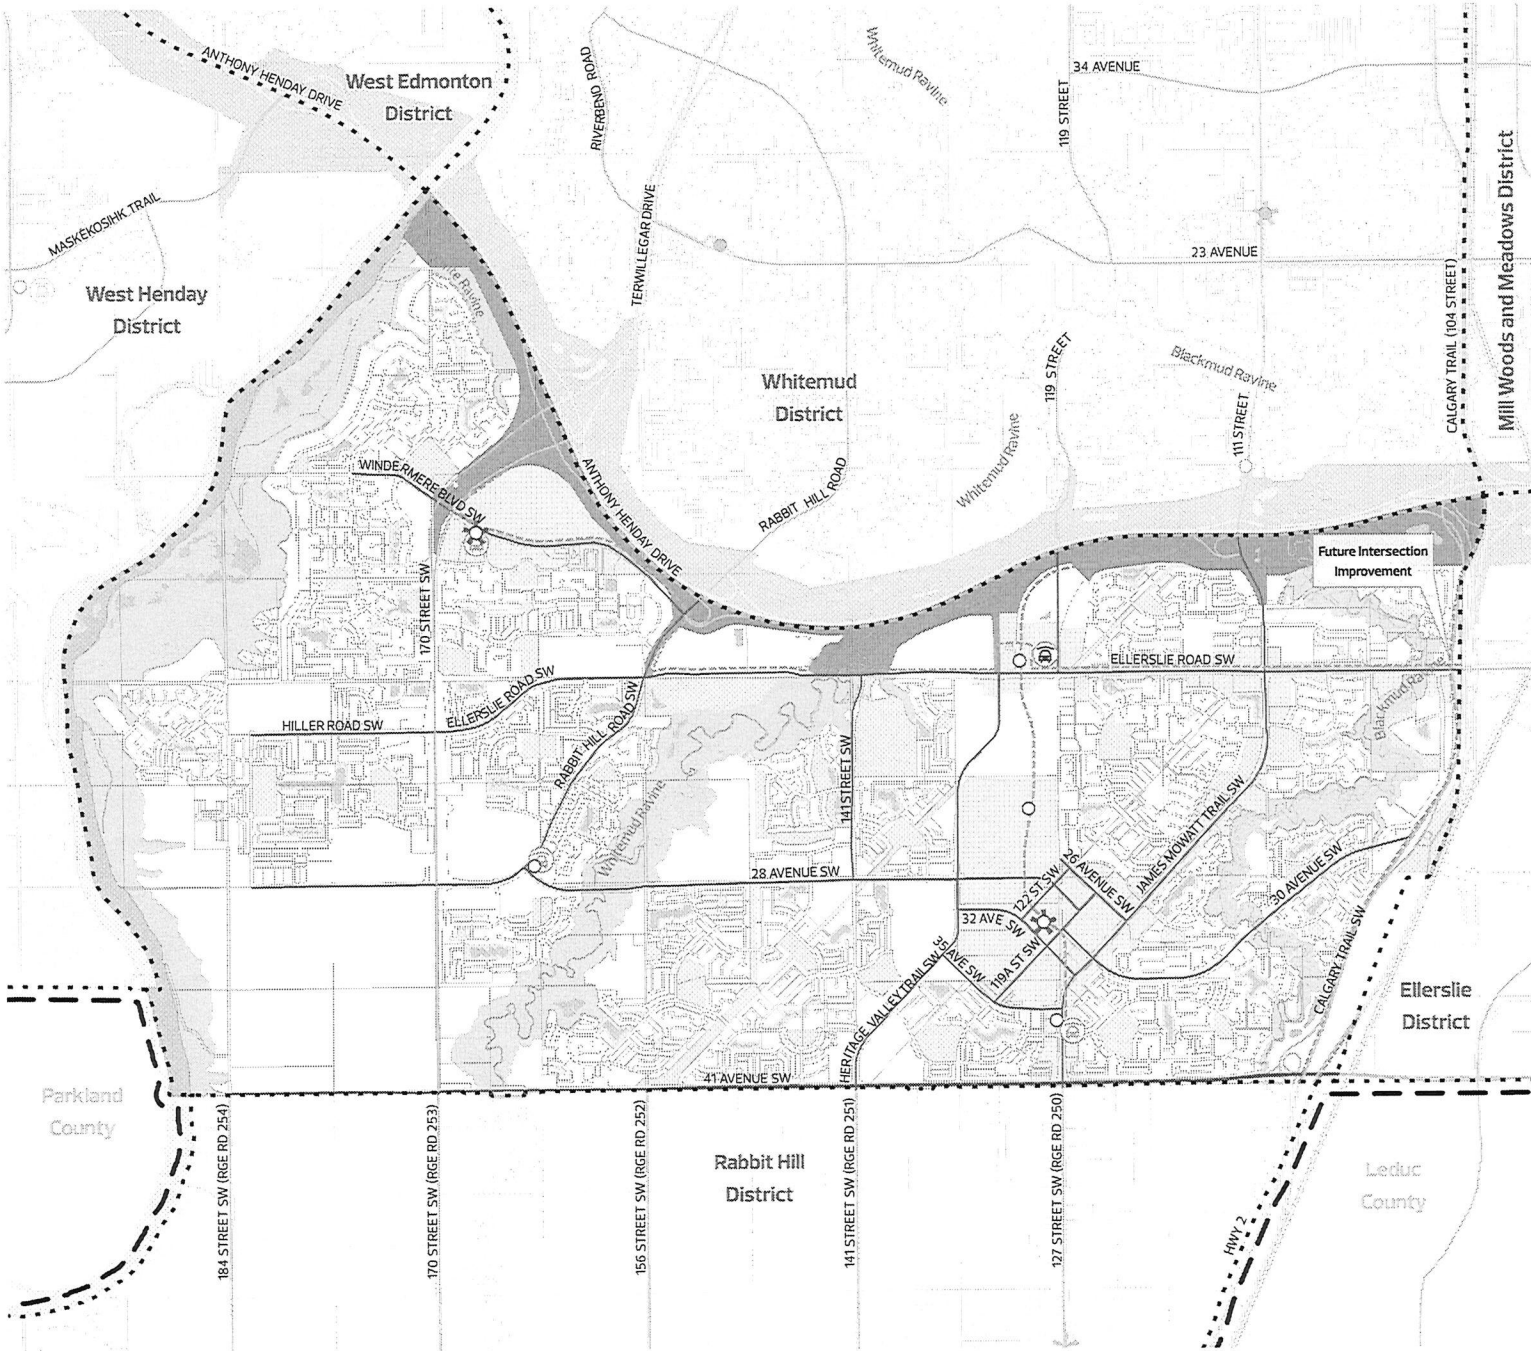 ANTHONY HENDAY DRIVE
West Edmonton
District
RIVERBEND ROAD
Whitemud Ravine
34 AVENUE
119 STREET
MASKÊKOSIHK TRAIL
TERWILLEGAR DRIVE
23 AVENUE
Mill Woods and Meadows District
CALGARY TRAIL (104 STREET)
West Henday
District
Whitemud
District
119 STREET
Blackmud Ravine
111 STREET
Whitemud Ravine
WINDERMERE BLVD SW
ANTHONY HENDAY DRIVE
RABBIT HILL ROAD
Future Intersection
Improvement
170 STREET SW
ELLERSLIE ROAD SW
ELLERSLIE ROAD SW
HILLER ROAD SW
RABBIT HILL ROAD SW
Blackmud Ravine
141 STREET SW
Whitemud Ravine
JAMES MOWATT TRAIL SW
28 AVENUE SW
26 AVENUE SW
122 ST SW
30 AVENUE SW
32 AVE SW
35 AVE SW
119A ST SW
HERITAGE VALLEY TRAIL SW
CALGARY TRAIL SW
Ellerslie
District
41 AVENUE SW
Parkland
County
184 STREET SW (RGE RD 254)
170 STREET SW (RGE RD 253)
156 STREET SW (RGE RD 252)
141 STREET SW (RGE RD 251)
127 STREET SW (RGE RD 250)
Rabbit Hill
District
HWY 2
Leduc
County